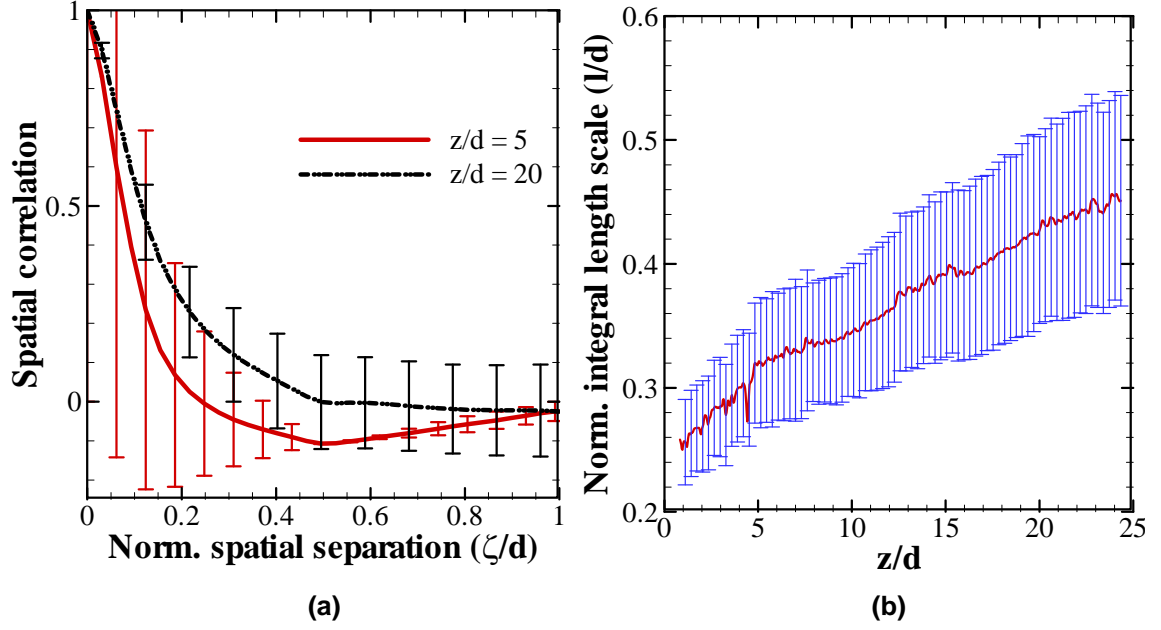 Spatial correlation
1
0.5
0
z/d = 5
z/d = 20
0
0.2
0.4
0.6
0.8
1
Norm. spatial separation (ζ/d)
(a)
Norm. integral length scale (l/d)
0.6
0.5
0.4
0.3
0.2
0
5
10
15
20
25
z/d
(b)